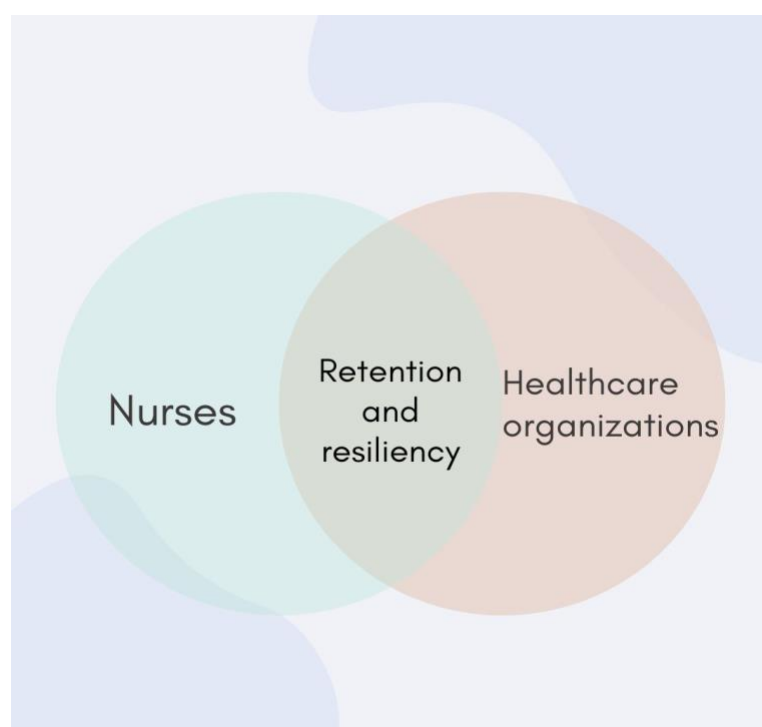 Nurses
Retention
and
resiliency
Healthcare
organizations